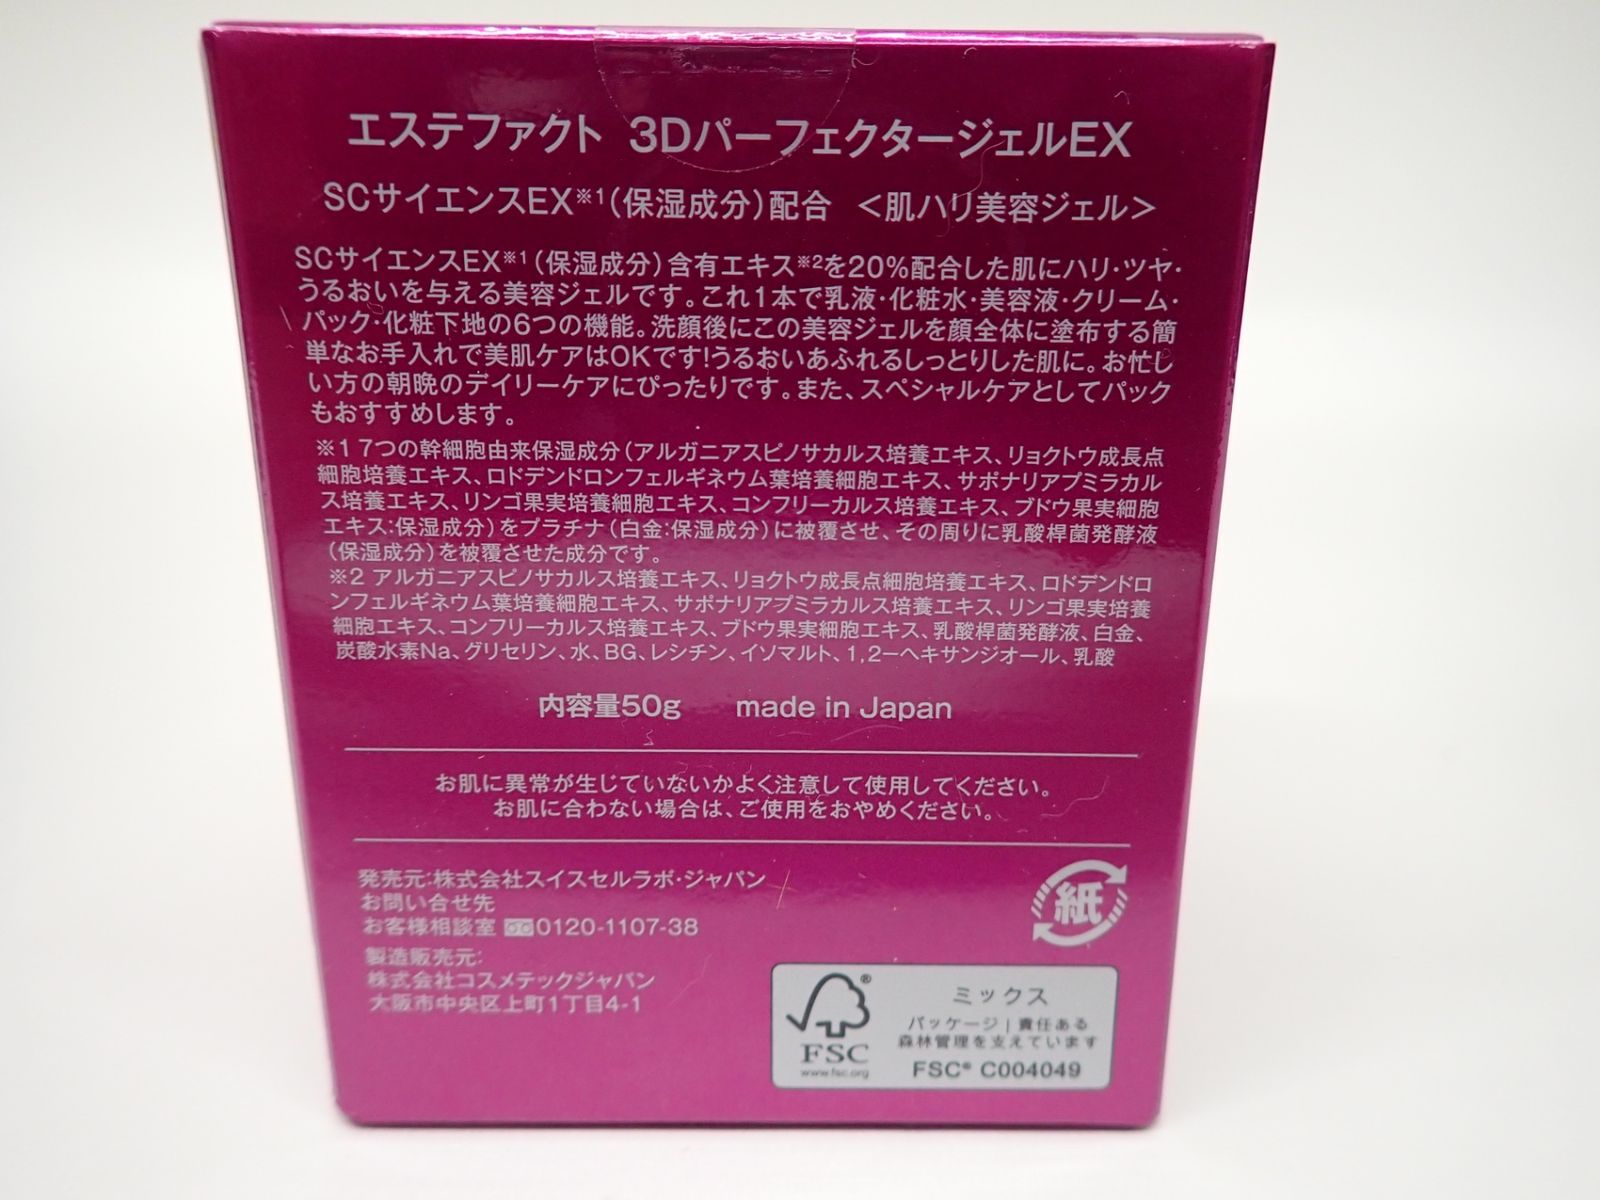 エステファクト 3DパーフェクタージェルEX
SCサイエンスEX※1(保湿成分)配合 <肌ハリ美容ジェル>
SCサイエンスEX※1(保湿成分)含有エキス※2を20%配合した肌にハリ・ツヤ・
うるおいを与える美容ジェルです。これ1本で乳液・化粧水・美容液・クリーム・
パック・化粧下地の6つの機能。洗顔後にこの美容ジェルを顔全体に塗布する簡
単なお手入れで美肌ケアはOKです!うるおいあふれるしっとりした肌に。お忙し
い方の朝晩のデイリーケアにぴったりです。また、スペシャルケアとしてパック
もおすすめします。
※1 7つの幹細胞由来保湿成分(アルガニアスピノサカルス培養エキス、リョクトウ成長点
細胞培養エキス、ロドデンドロンフェルギネウム葉培養細胞エキス、サポナリアプミラカル
ス培養エキス、リンゴ果実培養細胞エキス、コンフリーカルス培養エキス、ブドウ果実細胞
エキス:保湿成分)をプラチナ(白金:保湿成分)に被覆させ、その周りに乳酸桿菌発酵液
(保湿成分)を被覆させた成分です。
※2 アルガニアスピノサカルス培養エキス、リョクトウ成長点細胞培養エキス、ロドデンドロ
ンフェルギネウム葉培養細胞エキス、サポナリアプミラカルス培養エキス、リンゴ果実培養
細胞エキス、コンフリーカルス培養エキス、ブドウ果実細胞エキス、乳酸桿菌発酵液、白金、
炭酸水素Na、グリセリン、水、BG、レシチン、イソマルト、1,2-ヘキサンジオール、乳酸
内容量50g made in Japan
お肌に異常が生じていないかよく注意して使用してください。
お肌に合わない場合は、ご使用をおやめください。
発売元:株式会社スイスセルラボ・ジャパン
お問い合せ先
お客様相談室 0120-1107-38
製造販売元:
株式会社コスメテックジャパン
大阪市中央区上町1丁目4-1
紙
FSC
www.fsc.org
ミックス
パッケージ | 責任ある
森林管理を支えています
FSC® C004049